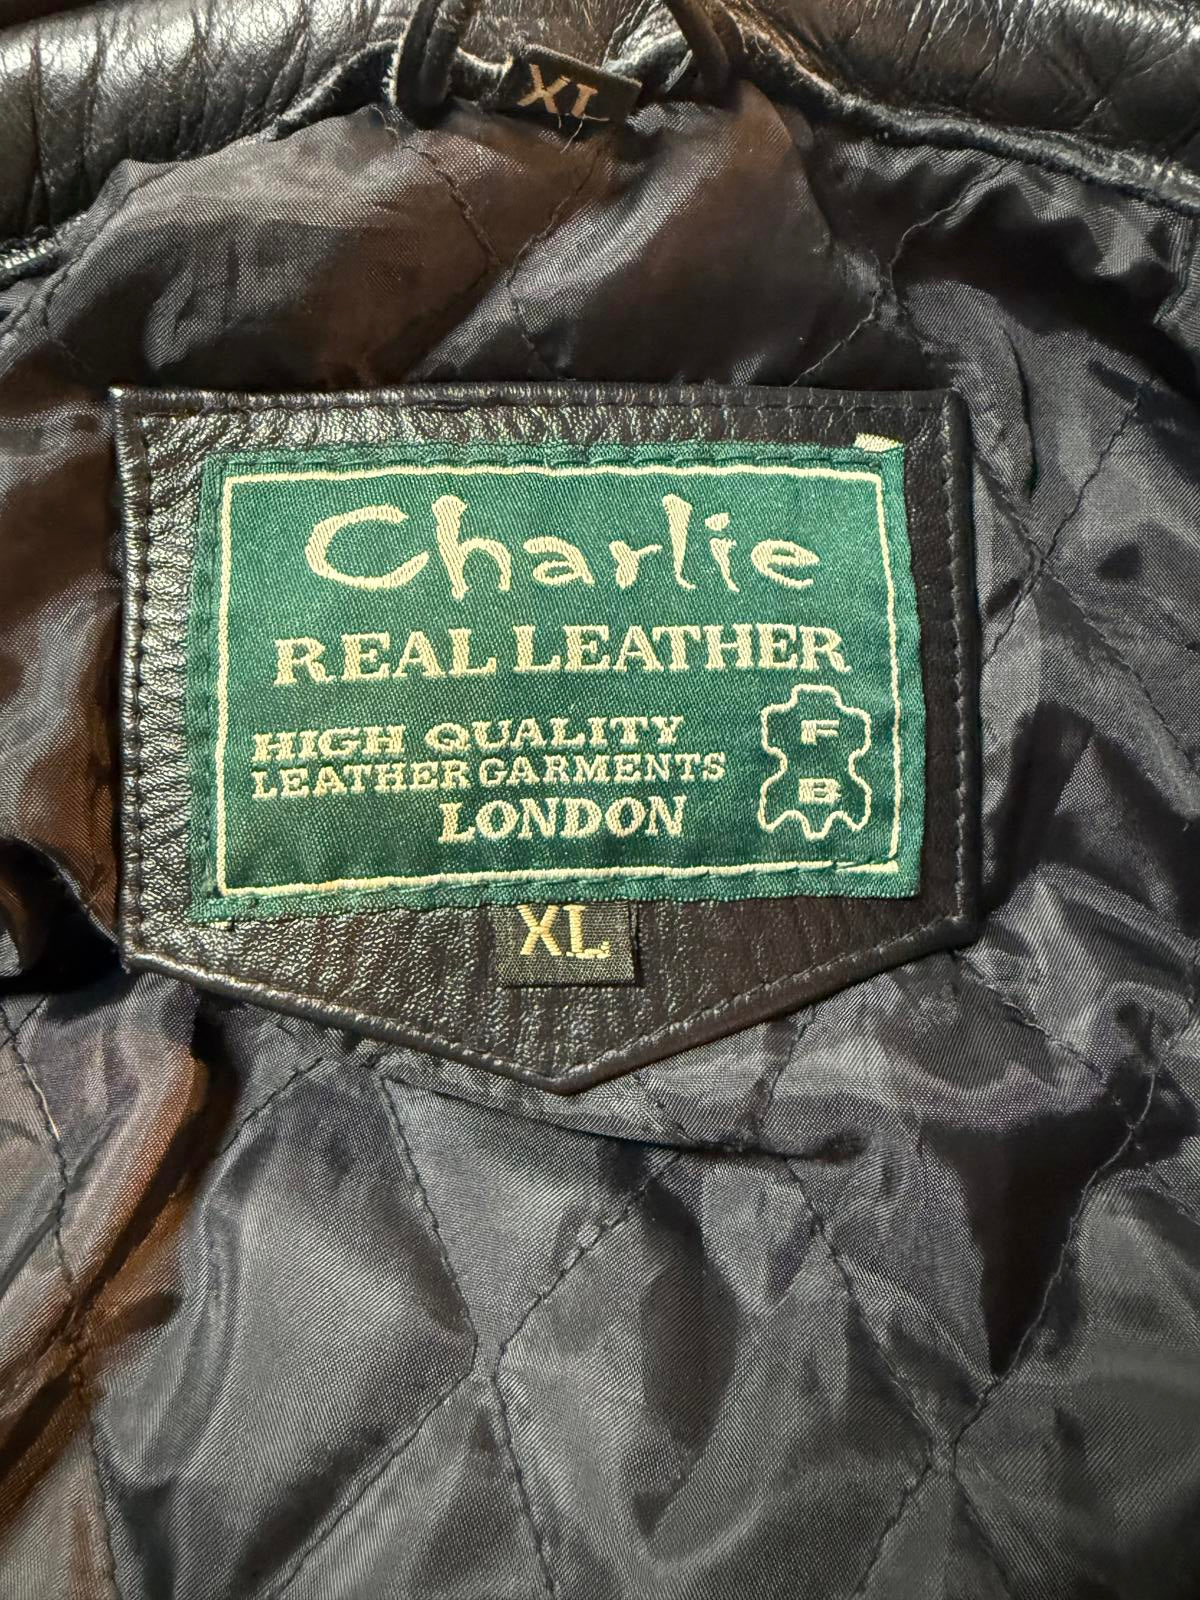 XL
Charlie
REAL LEATHER
HIGH QUALITY
LEATHER GARMENTS
LONDON
F
B
XL